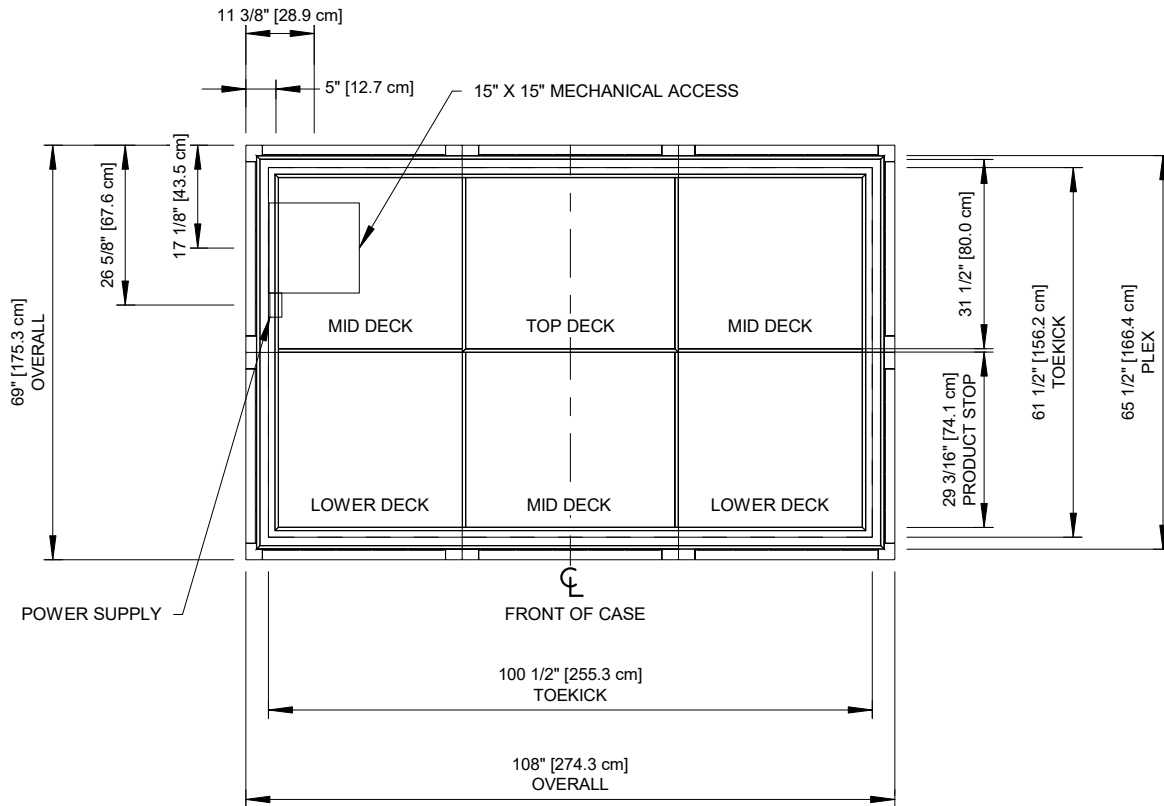 11 3/8" [28.9 cm]
5" [12.7 cm]
15" X 15" MECHANICAL ACCESS
69" [175.3 cm]
OVERALL
26 5/8" [67.6 cm]
17 1/8" [43.5 cm]
MID DECK
TOP DECK
MID DECK
31 1/2" [80.0 cm]
29 3/16" [74.1 cm]
PRODUCT STOP
61 1/2" [156.2 cm]
TOEKICK
65 1/2" [166.4 cm]
PLEX
LOWER DECK
MID DECK
LOWER DECK
POWER SUPPLY
℄
FRONT OF CASE
100 1/2" [255.3 cm]
TOEKICK
108" [274.3 cm]
OVERALL